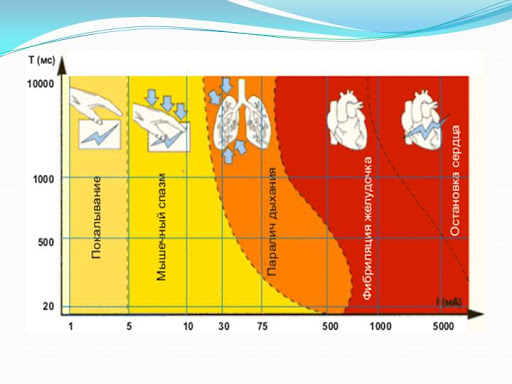 T (мс)
10000
1000
500
20
Покалывание
Мышечный спазм
Паралич дыхания
Фибриляция желудочка
Остановка сердца
I (мА)
1 5 10 30 75 500 1000 5000